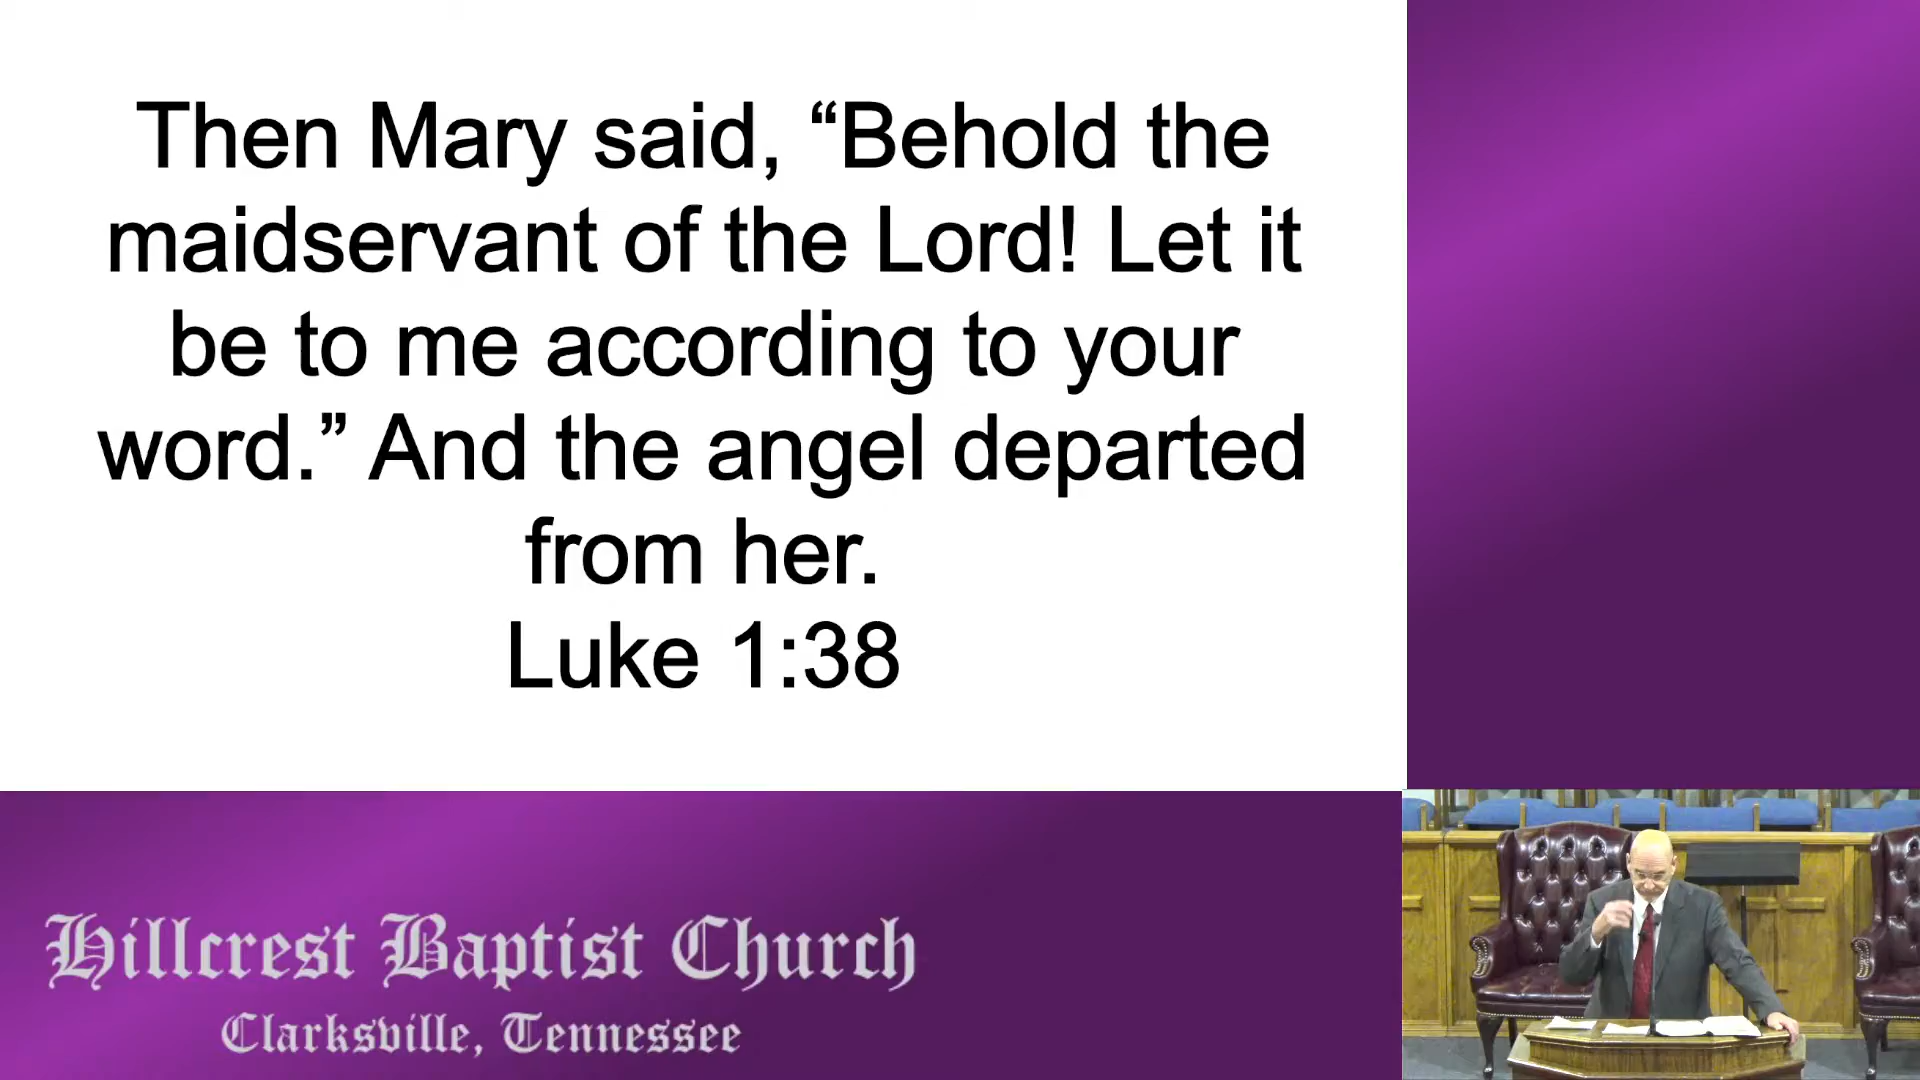 Then Mary said, “Behold the
maidservant of the Lord! Let it
be to me according to your
word.” And the angel departed
from her.
Luke 1:38
Hillcrest Baptist Church
Clarksville, Tennessee